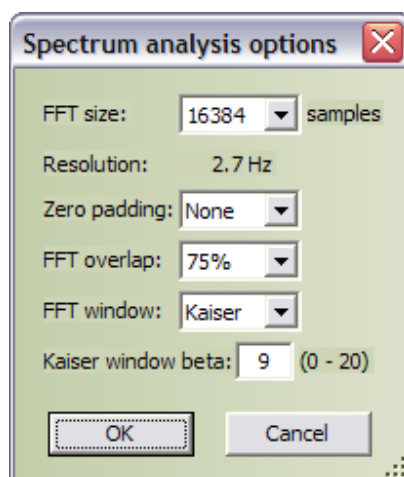 Spectrum analysis options
FFT size: 16384 samples
Resolution: 2.7 Hz
Zero padding: None
FFT overlap: 75%
FFT window: Kaiser
Kaiser window beta: 9 (0 - 20)
OK Cancel